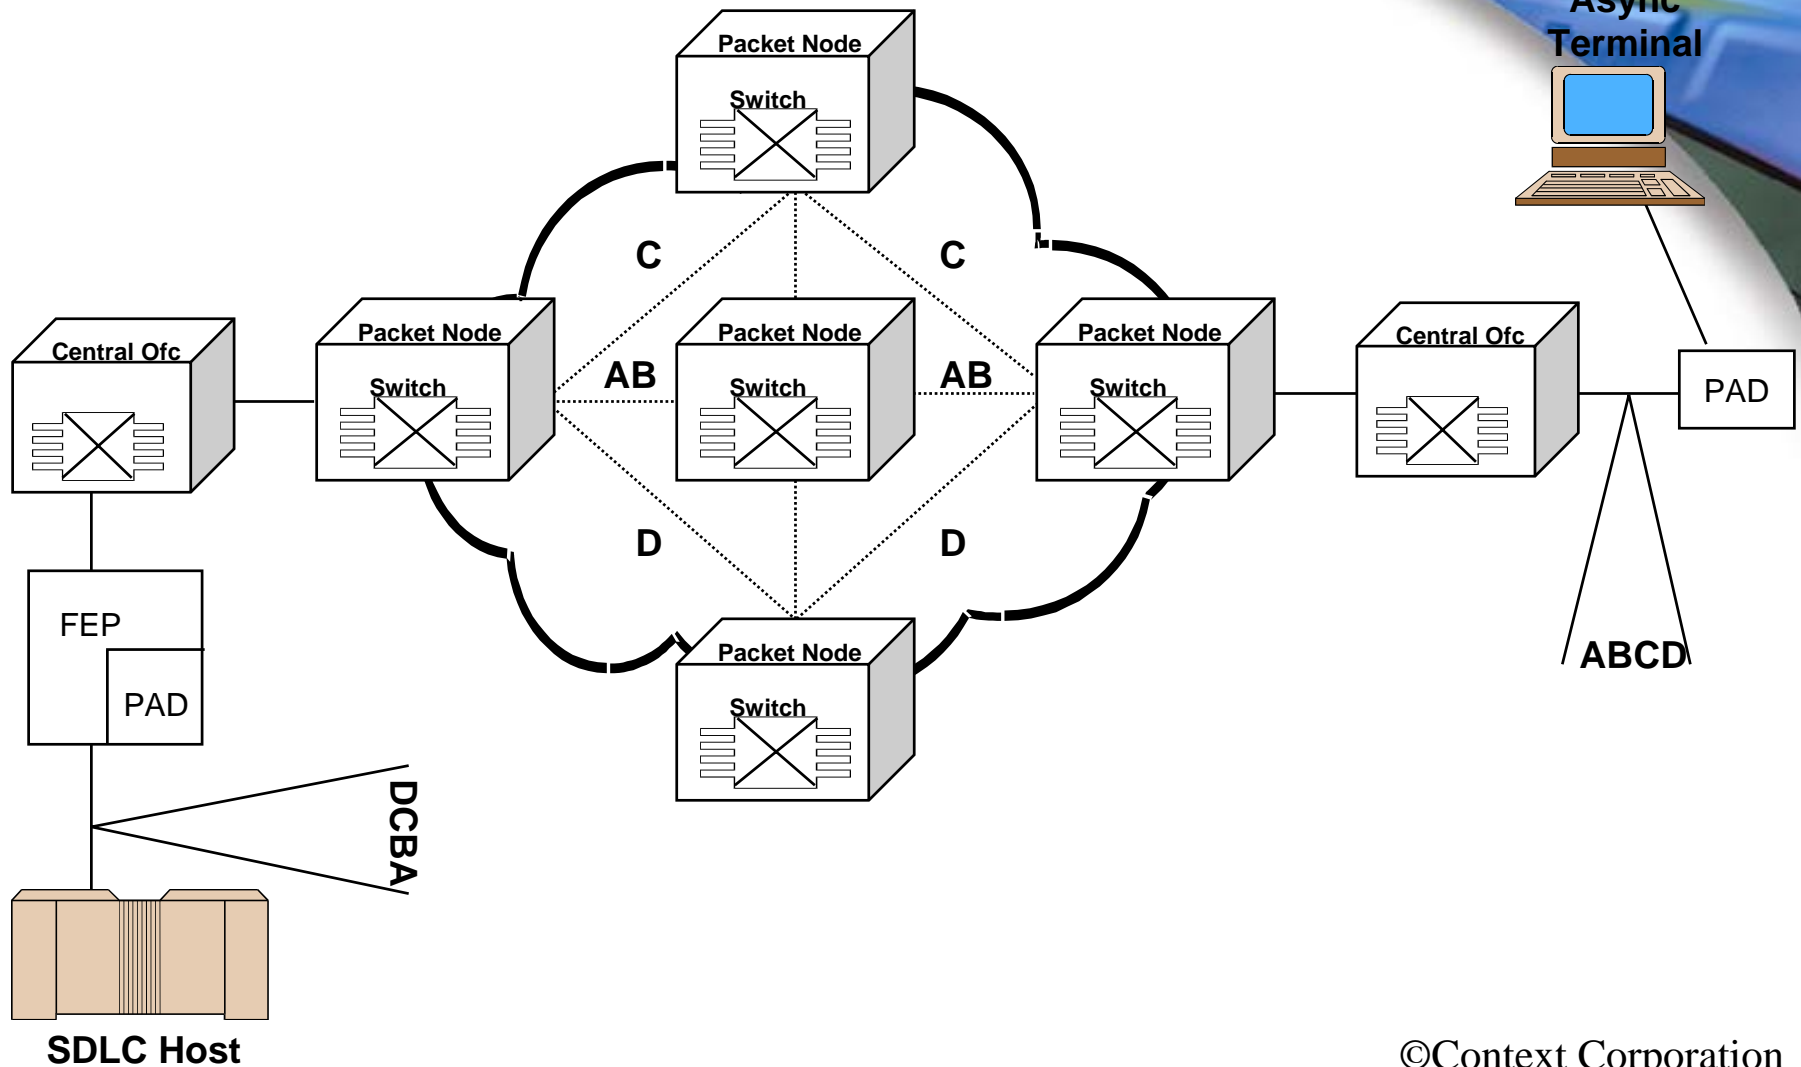 Async
Terminal
Packet Node
Switch
C
C
Central Ofc
Packet Node
Switch
AB
Packet Node
Switch
AB
Packet Node
Switch
Central Ofc
PAD
D
D
FEP
PAD
Packet Node
Switch
ABCD
DCBA
SDLC Host
©Context Corporation